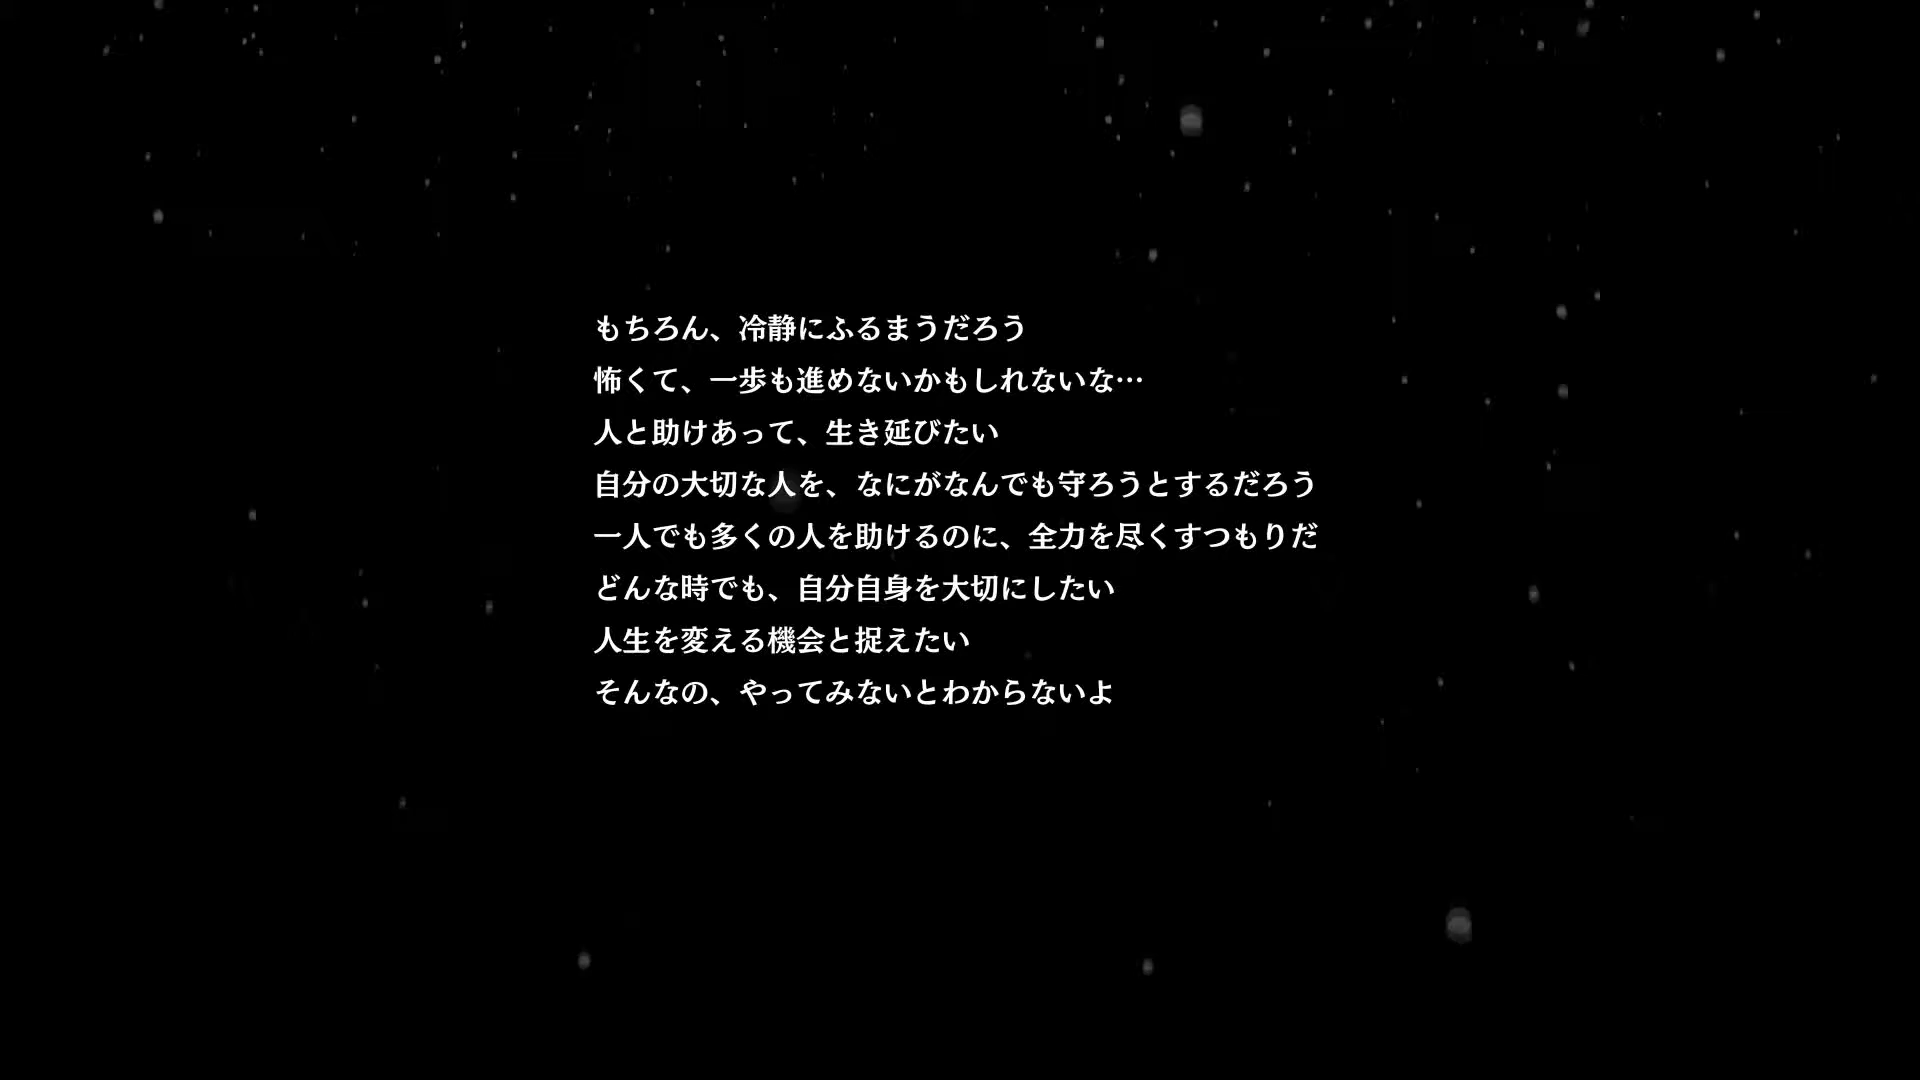 もちろん、冷静にふるまうだろう
怖くて、一歩も進めないかもしれないな…
人と助けあって、生き延びたい
自分の大切な人を、なにがなんでも守ろうとするだろう
一人でも多くの人を助けるのに、全力を尽くすつもりだ
どんな時でも、自分自身を大切にしたい
人生を変える機会と捉えたい
そんなの、やってみないとわからないよ